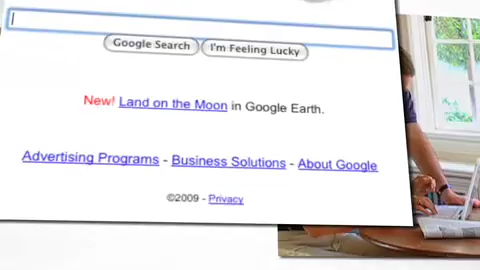 Google Search I'm Feeling Lucky
New! Land on the Moon in Google Earth.
Advertising Programs - Business Solutions - About Google
©2009 - Privacy